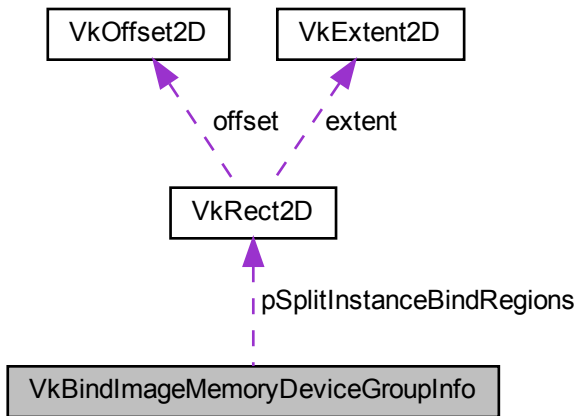 VkOffset2D
VkExtent2D
offset
extent
VkRect2D
pSplitInstanceBindRegions
VkBindImageMemoryDeviceGroupInfo